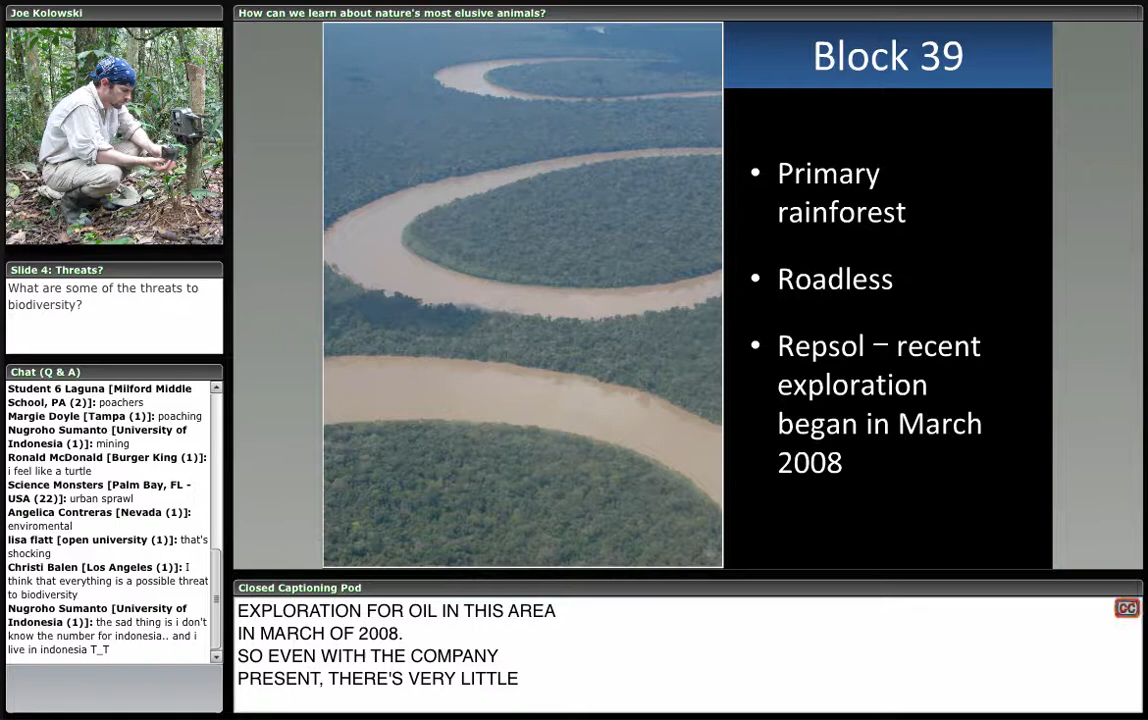 Joe Kolowski
Slide 4: Threats?
What are some of the threats to
biodiversity?
Chat (Q & A)
Student 6 Laguna [Milford Middle
School, PA (2)]: poachers
Margie Doyle [Tampa (1)]: poaching
Nugroho Sumanto [University of
Indonesia (1)]: mining
Ronald McDonald [Burger King (1)]:
i feel like a turtle
Science Monsters [Palm Bay, FL -
USA (22)]: urban sprawl
Angelica Contreras [Nevada (1)]:
enviromental
lisa flatt [open university (1)]: that's
shocking
Christi Balen [Los Angeles (1)]: I
think that everything is a possible threat
to biodiversity
Nugroho Sumanto [University of
Indonesia (1)]: the sad thing is i don't
know the number for indonesia.. and i
live in indonesia T_T
How can we learn about nature's most elusive animals?
Block 39
• Primary
rainforest
• Roadless
• Repsol – recent
exploration
began in March
2008
Closed Captioning Pod
EXPLORATION FOR OIL IN THIS AREA
IN MARCH OF 2008.
SO EVEN WITH THE COMPANY
PRESENT, THERE'S VERY LITTLE
CC